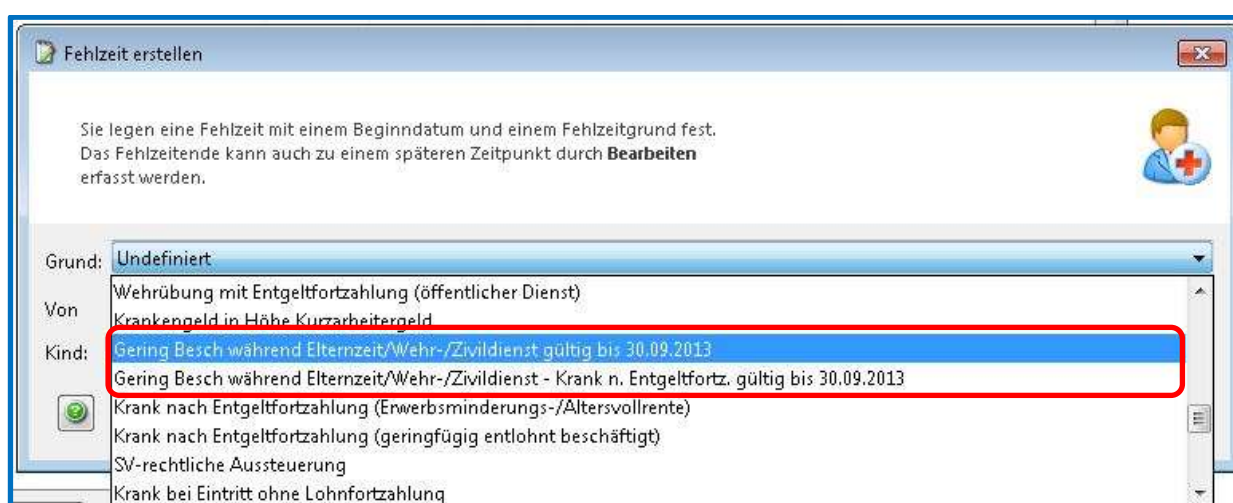 Fehlzeit erstellen
Sie legen eine Fehlzeit mit einem Beginndatum und einem Fehlzeitgrund fest.
Das Fehlzeitende kann auch zu einem späteren Zeitpunkt durch Bearbeiten
erfasst werden.
Grund: Undefiniert
Wehrübung mit Entgeltfortzahlung (öffentlicher Dienst)
Von
Krankengeld in Höhe Kurzarbeitergeld
Kind: Gering Besch während Elternzeit/Wehr-/Zivildienst gültig bis 30.09.2013
Gering Besch während Elternzeit/Wehr-/Zivildienst - Krank n. Entgeltfortz. gültig bis 30.09.2013
Krank nach Entgeltfortzahlung (Erwerbsminderungs-/Altersvollrente)
Krank nach Entgeltfortzahlung (geringfügig entlohnt beschäftigt)
SV-rechtliche Aussteuerung
Krank bei Eintritt ohne Lohnfortzahlung